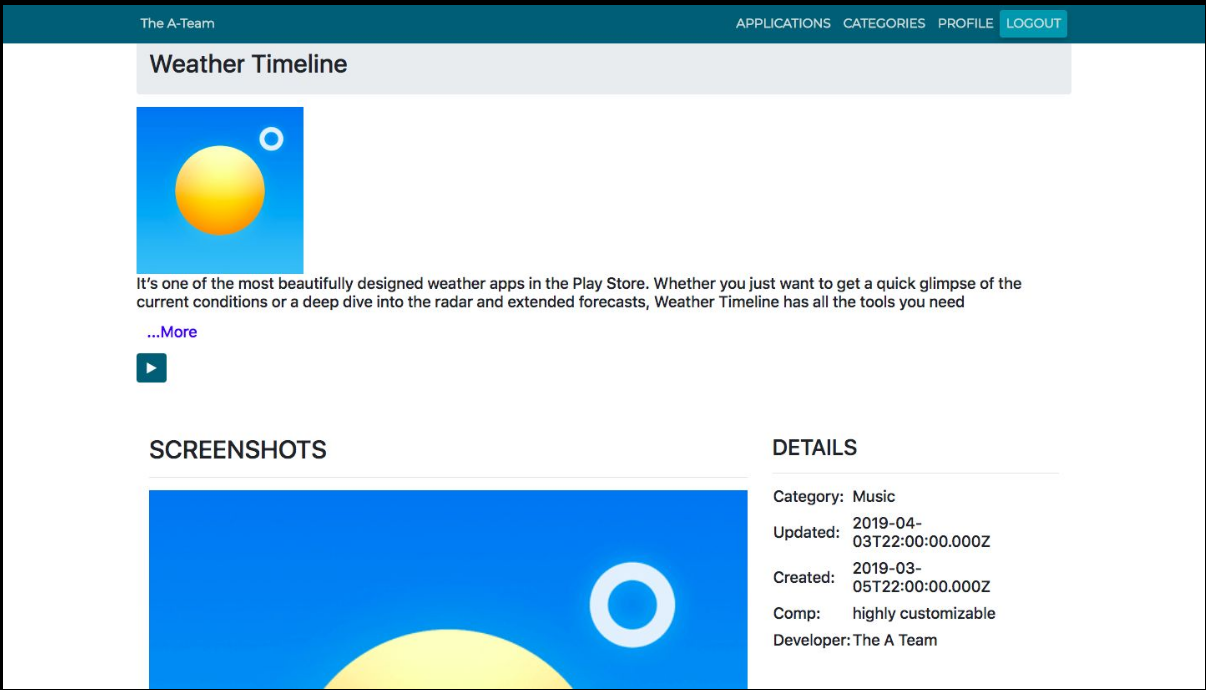 The A-Team
APPLICATIONS CATEGORIES PROFILE LOGOUT
Weather Timeline
It's one of the most beautifully designed weather apps in the Play Store. Whether you just want to get a quick glimpse of the
current conditions or a deep dive into the radar and extended forecasts, Weather Timeline has all the tools you need
...More
SCREENSHOTS
DETAILS
Category: Music
Updated: 2019-04-
03T22:00:00.000Z
Created: 2019-03-
05T22:00:00.000Z
Comp: highly customizable
Developer: The A Team